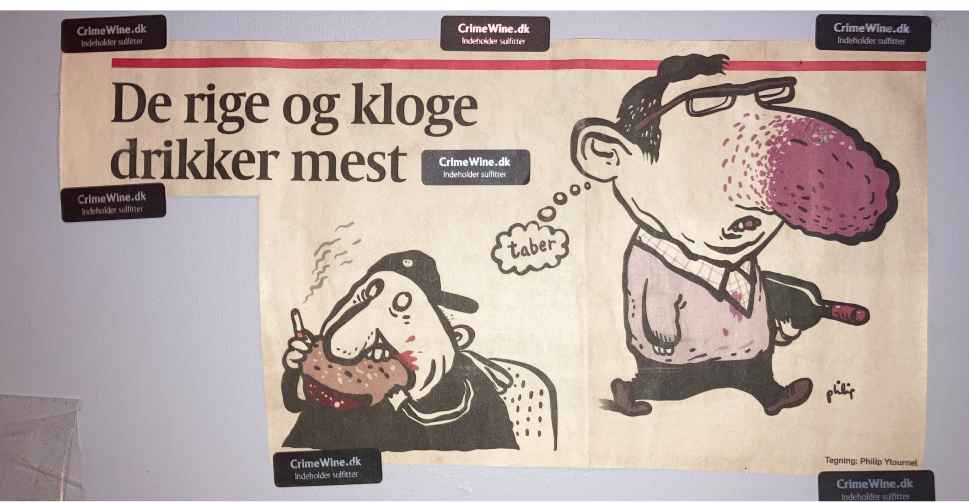 CrimeWine.dk
Indeholder sulfitter
CrimeWine.dk
Indeholder sulfitter
CrimeWine.dk
Indeholder sulfitter
De rige og kloge
drikker mest
CrimeWine.dk
Indeholder sulfitter
CrimeWine.dk
Indeholder sulfitter
taber
philip
Tegning: Philip Ytournel
CrimeWine.dk
Indeholder sulfitter
CrimeWine.dk
Indeholder sulfitter